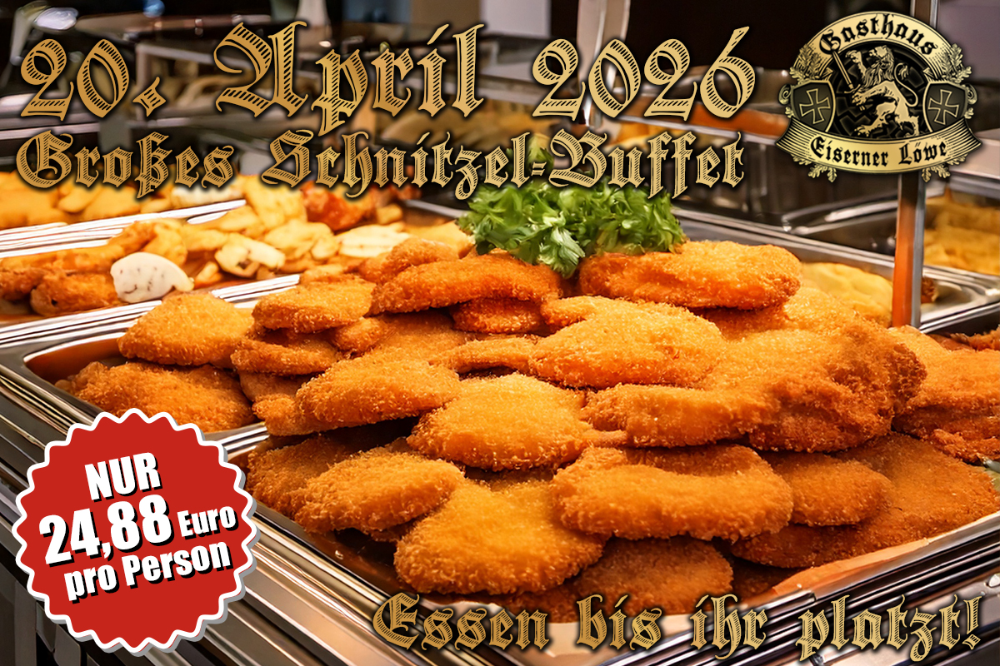 20. April 2026
Großes Schnitzel-Buffet
Gasthaus
Eiserner Löwe
NUR
24,88 Euro
pro Person
Essen bis ihr platzt!